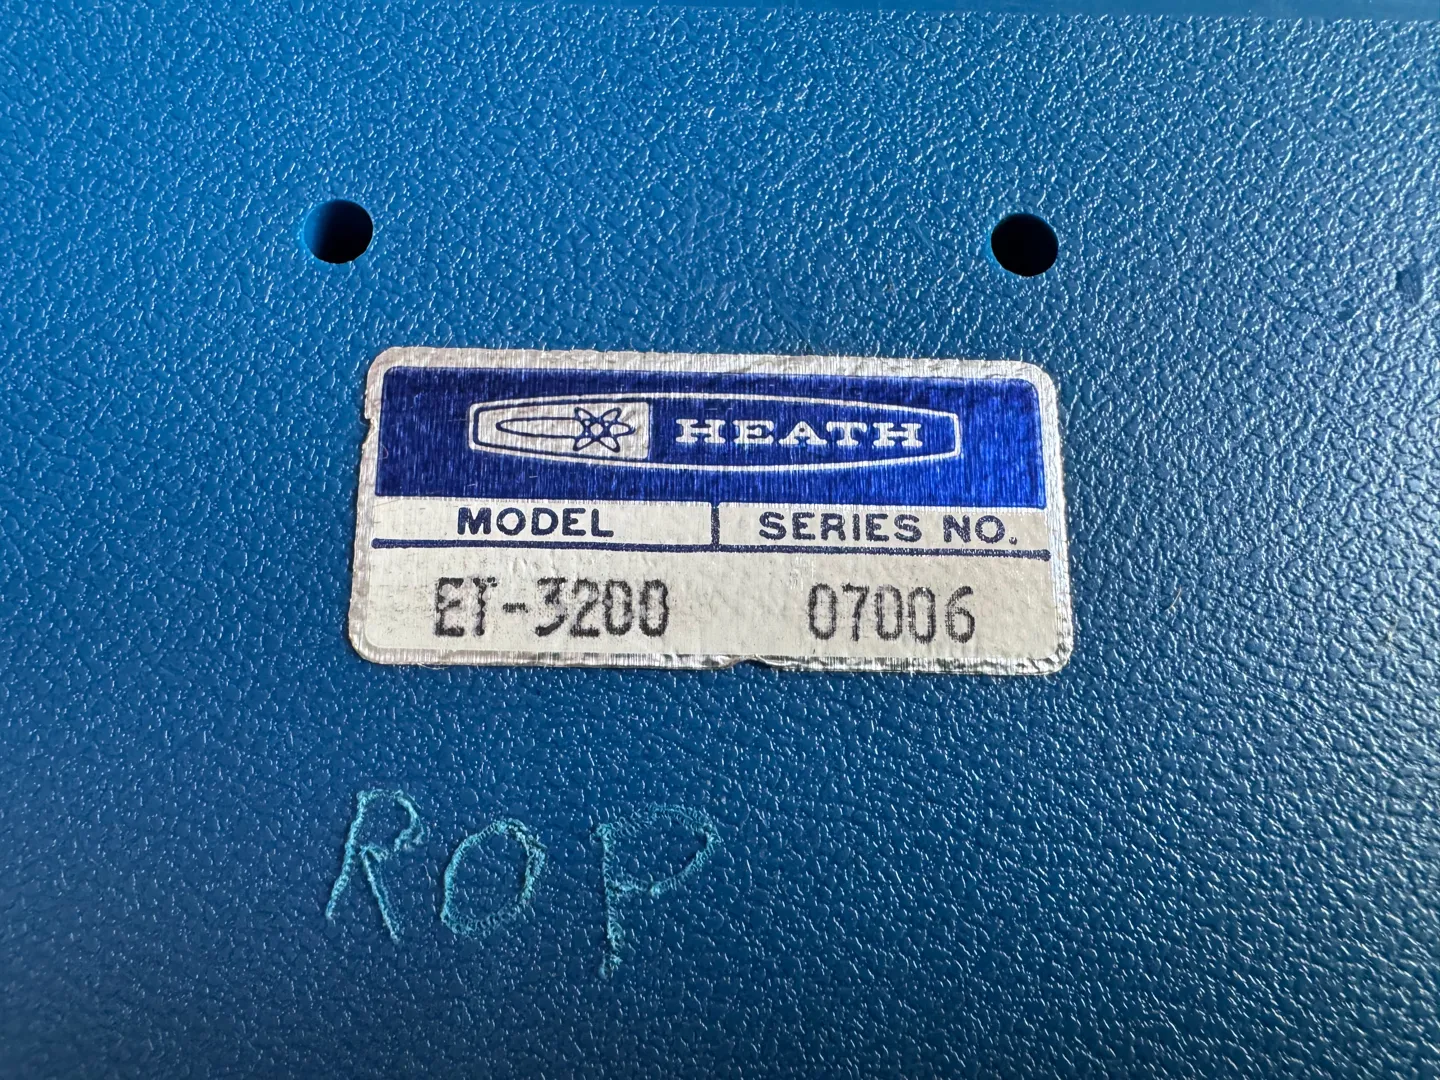 HEATH
MODEL SERIES NO.
ET-3200 07006
ROP